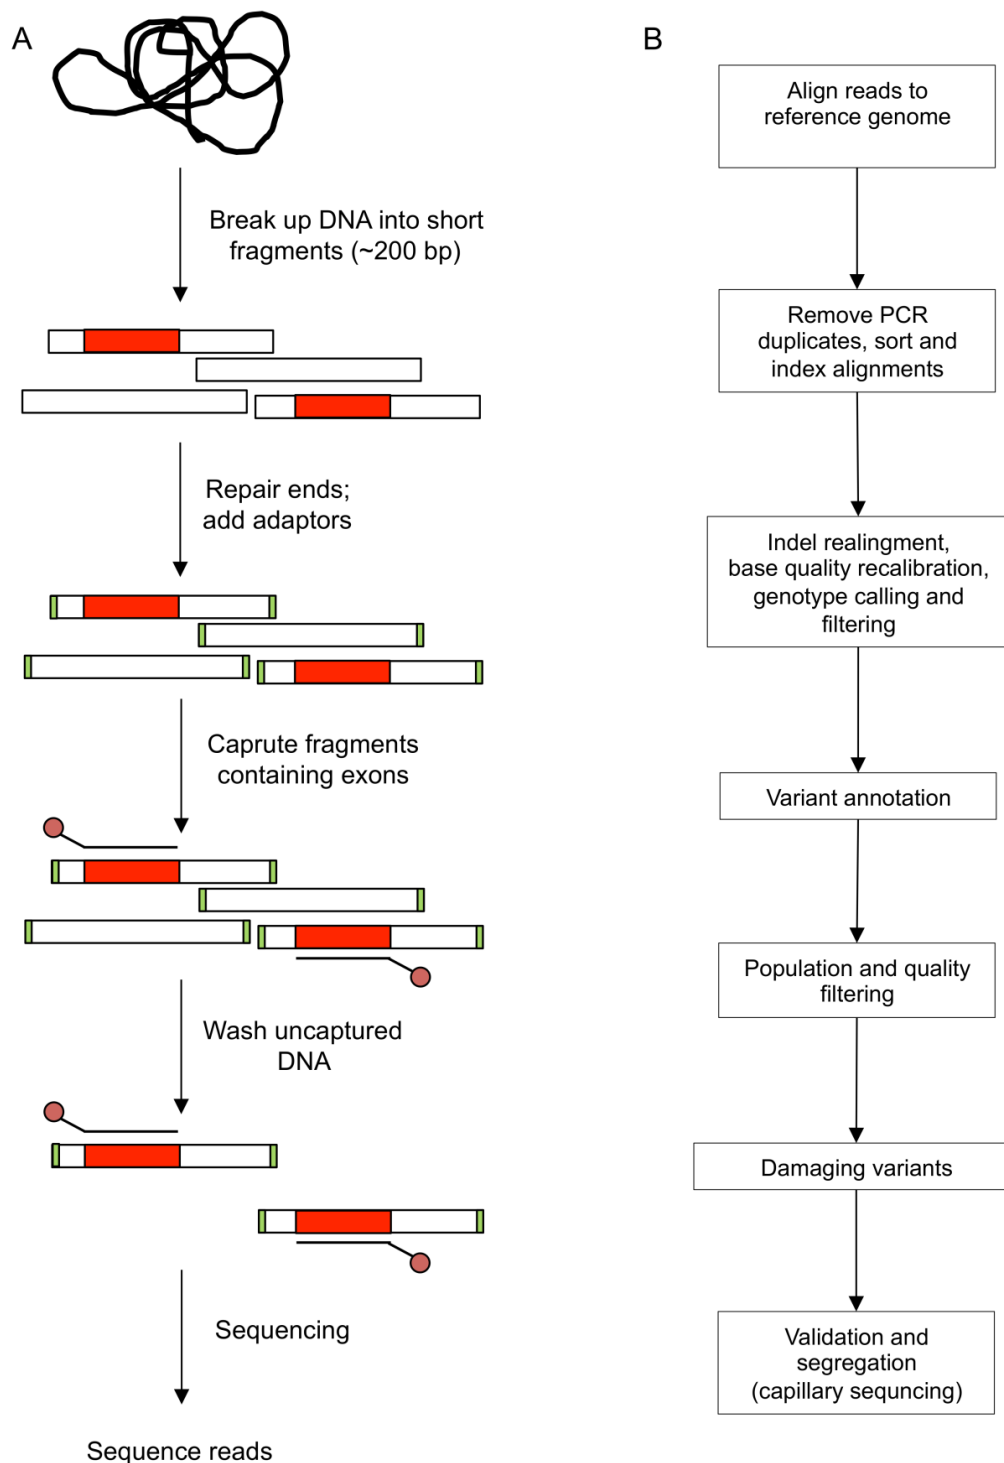 A
Break up DNA into short
fragments (~200 bp)
Repair ends;
add adaptors
Caprute fragments
containing exons
Wash uncaptured
DNA
Sequencing
Sequence reads
B
Align reads to
reference genome
Remove PCR
duplicates, sort and
index alignments
Indel realingment,
base quality recalibration,
genotype calling and
filtering
Variant annotation
Population and quality
filtering
Damaging variants
Validation and
segregation
(capillary sequncing)